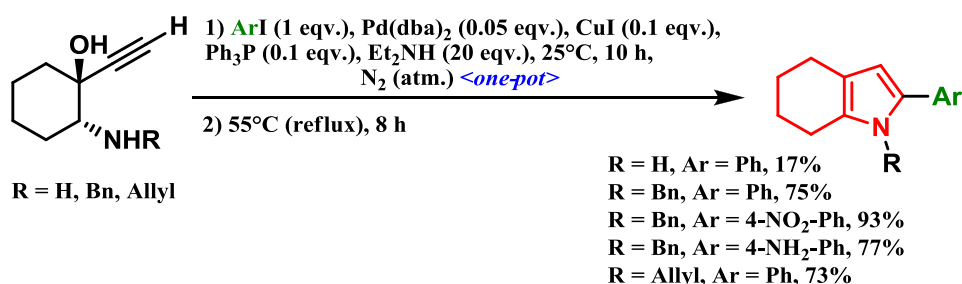 1) ArI (1 eqv.), Pd(dba)₂ (0.05 eqv.), CuI (0.1 eqv.),
Ph₃P (0.1 eqv.), Et₂NH (20 eqv.), 25°C, 10 h,
N₂ (atm.) <one-pot>
2) 55°C (reflux), 8 h
OH
H
NHR
R = H, Bn, Allyl
Ar
N
R
R = H, Ar = Ph, 17%
R = Bn, Ar = Ph, 75%
R = Bn, Ar = 4-NO₂-Ph, 93%
R = Bn, Ar = 4-NH₂-Ph, 77%
R = Allyl, Ar = Ph, 73%